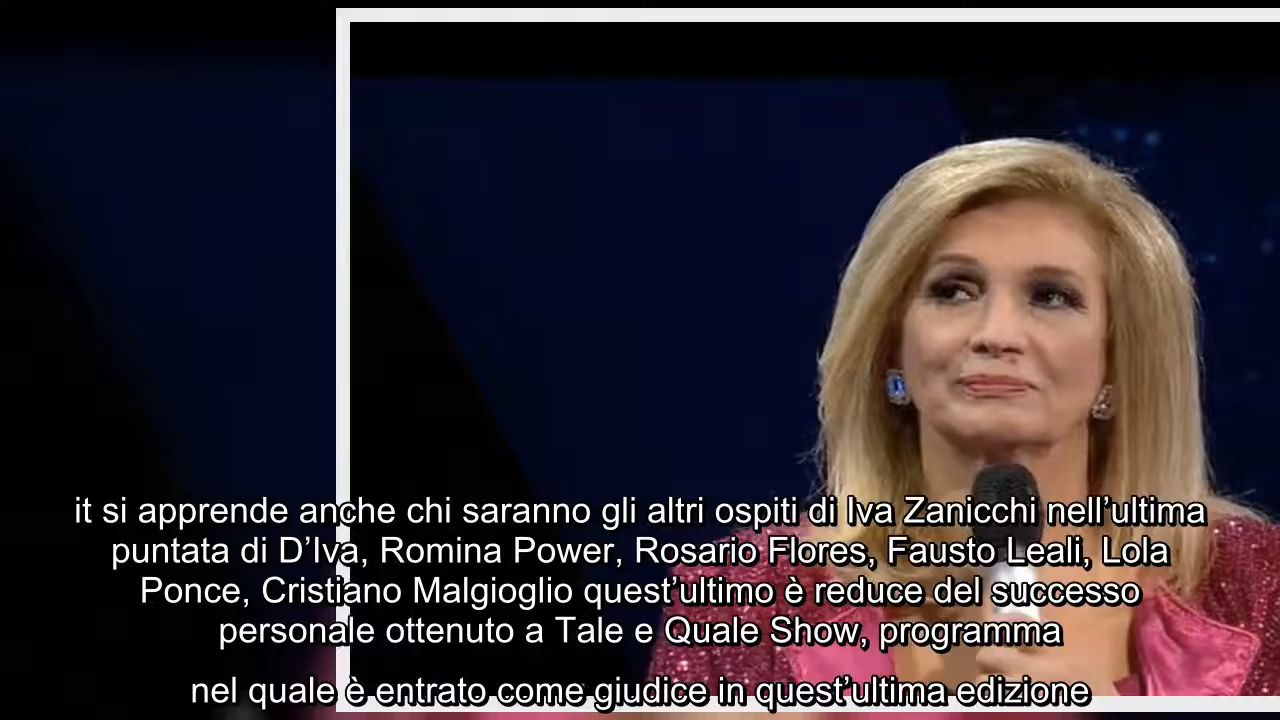 it si apprende anche chi saranno gli altri ospiti di Iva Zanicchi nell’ultima
puntata di D’Iva, Romina Power, Rosario Flores, Fausto Leali, Lola
Ponce, Cristiano Malgioglio quest’ultimo è reduce del successo
personale ottenuto a Tale e Quale Show, programma
nel quale è entrato come giudice in quest’ultima edizione